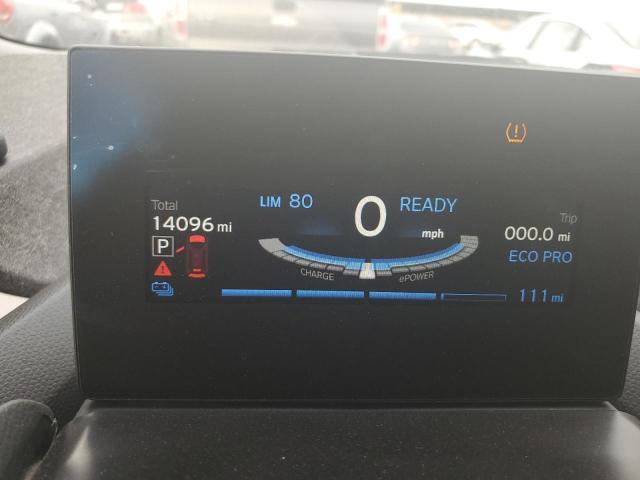 Total
14096 mi
P
LIM 80
0
mph
READY
Trip
000.0 mi
ECO PRO
CHARGE
ePOWER
111 mi